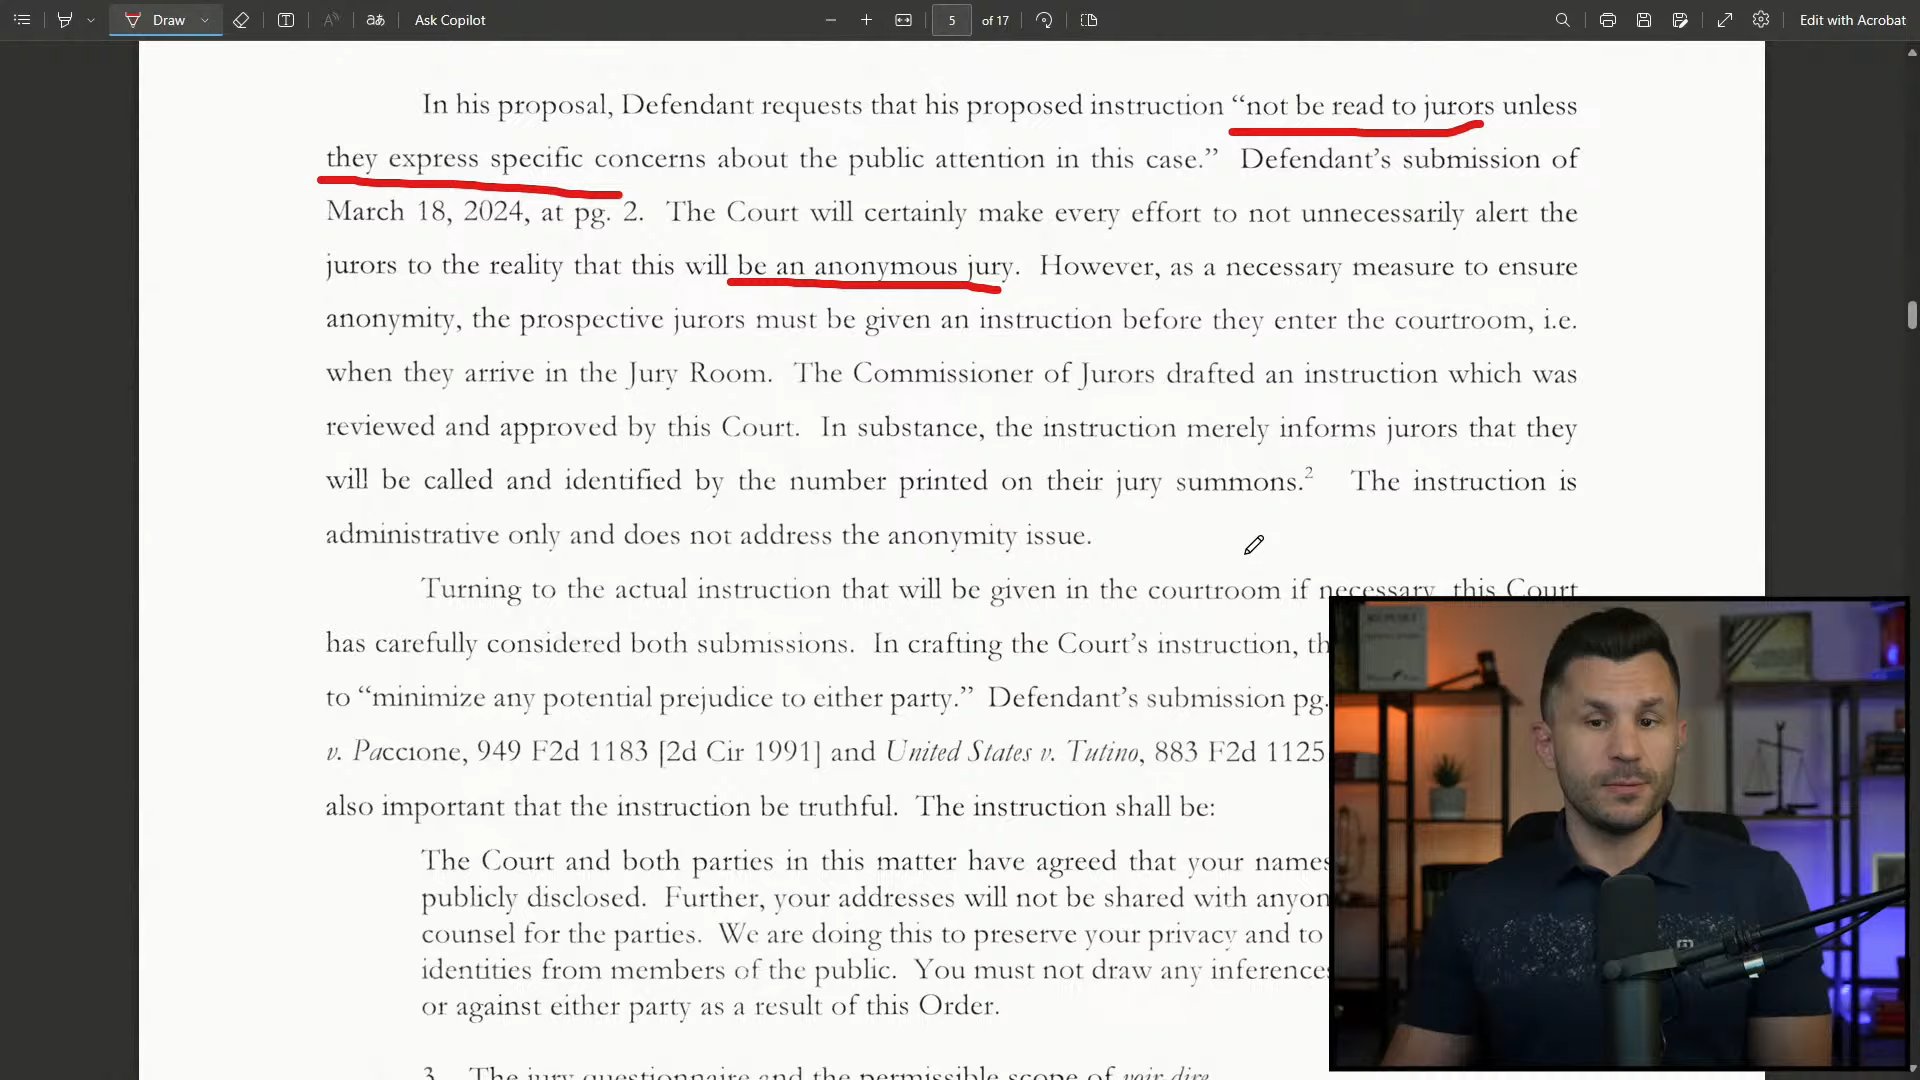 Draw
Ask Copilot
5 of 17
Edit with Acrobat
In his proposal, Defendant requests that his proposed instruction “not be read to jurors unless
they express specific concerns about the public attention in this case.” Defendant’s submission of
March 18, 2024, at pg. 2. The Court will certainly make every effort to not unnecessarily alert the
jurors to the reality that this will be an anonymous jury. However, as a necessary measure to ensure
anonymity, the prospective jurors must be given an instruction before they enter the courtroom, i.e.
when they arrive in the Jury Room. The Commissioner of Jurors drafted an instruction which was
reviewed and approved by this Court. In substance, the instruction merely informs jurors that they
will be called and identified by the number printed on their jury summons.2 The instruction is
administrative only and does not address the anonymity issue.
Turning to the actual instruction that will be given in the courtroom if necessary, this Court
has carefully considered both submissions. In crafting the Court’s instruction, th
to “minimize any potential prejudice to either party.” Defendant’s submission pg.
v. Paccione, 949 F2d 1183 [2d Cir 1991] and United States v. Tutino, 883 F2d 1125
also important that the instruction be truthful. The instruction shall be:
The Court and both parties in this matter have agreed that your names
publicly disclosed. Further, your addresses will not be shared with anyon
counsel for the parties. We are doing this to preserve your privacy and to
identities from members of the public. You must not draw any inferences
or against either party as a result of this Order.
3. The jury questionnaire and the permissible scope of voir dire